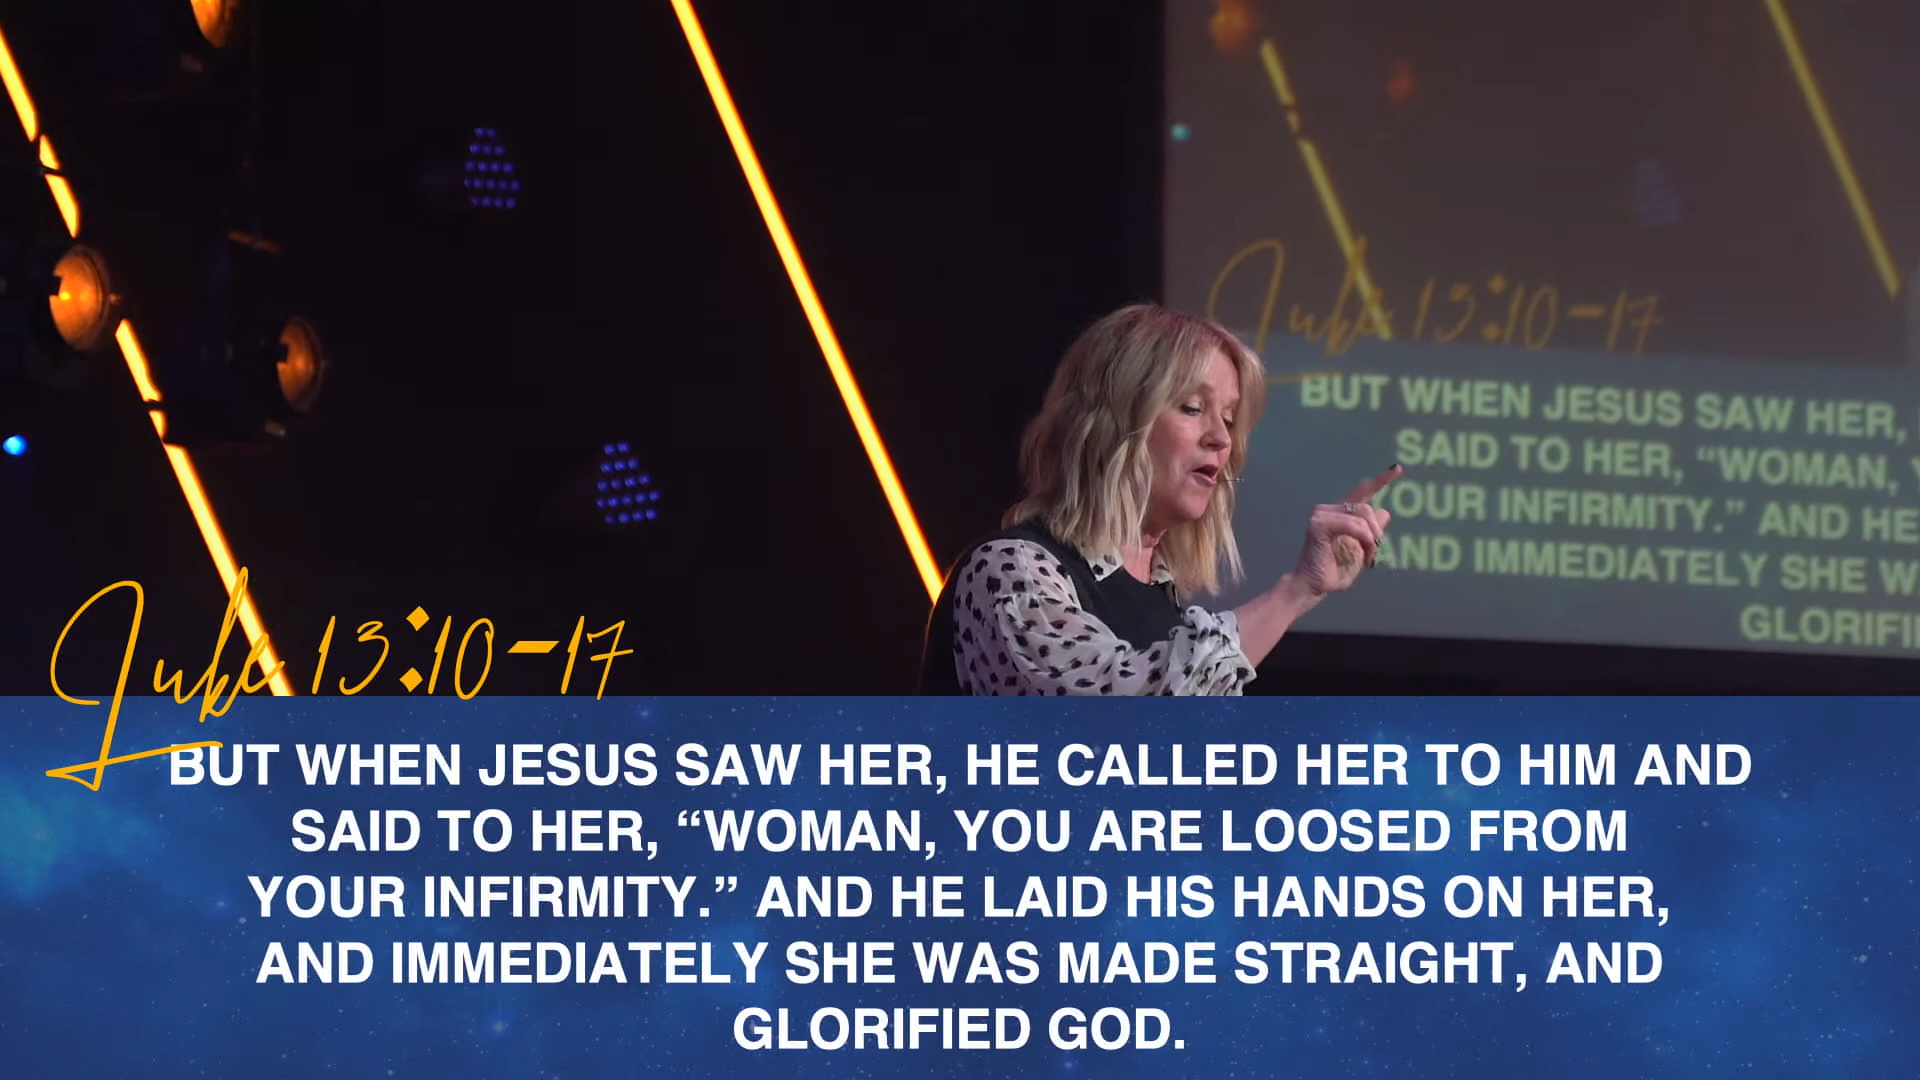 Luke 13:10-17
BUT WHEN JESUS SAW HER,
SAID TO HER, “WOMAN,
YOUR INFIRMITY.” AND HE
AND IMMEDIATELY SHE
Luke 13:10-17
BUT WHEN JESUS SAW HER, HE CALLED HER TO HIM AND
SAID TO HER, “WOMAN, YOU ARE LOOSED FROM
YOUR INFIRMITY.” AND HE LAID HIS HANDS ON HER,
AND IMMEDIATELY SHE WAS MADE STRAIGHT, AND
GLORIFIED GOD.